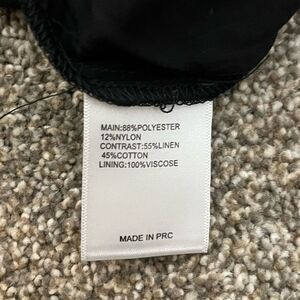 MAIN:88%POLYESTER
12%NYLON
CONTRAST:55%LINEN
45%COTTON
LINING:100%VISCOSE
MADE IN PRC